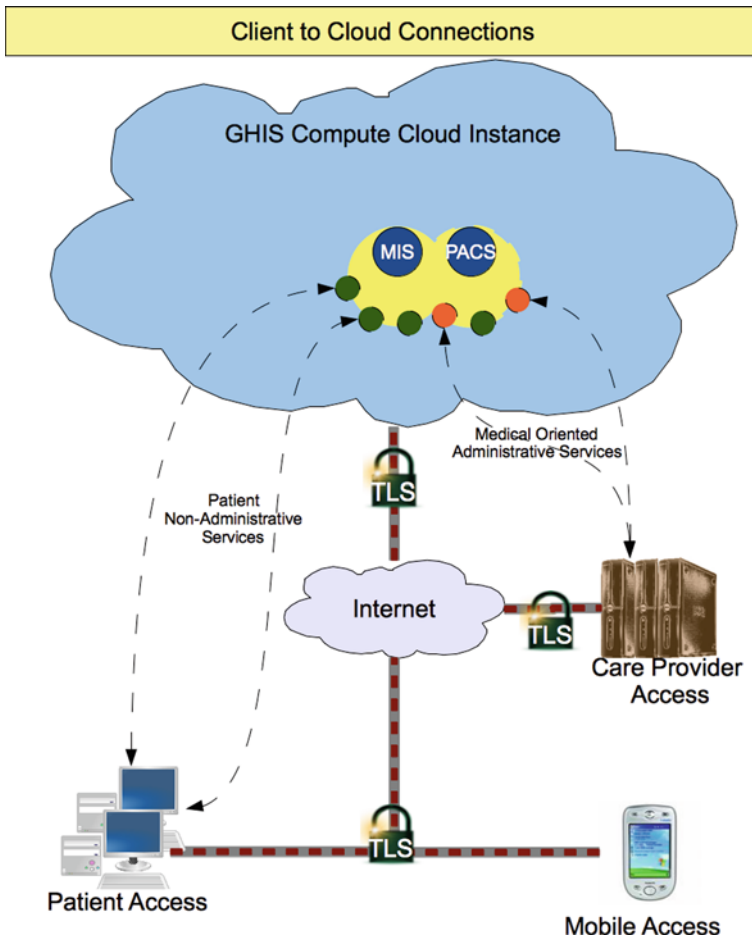 Client to Cloud Connections
GHIS Compute Cloud Instance
MIS
PACS
Medical Oriented
Administrative Services
TLS
Patient
Non-Administrative
Services
Internet
TLS
Care Provider
Access
TLS
Patient Access
Mobile Access